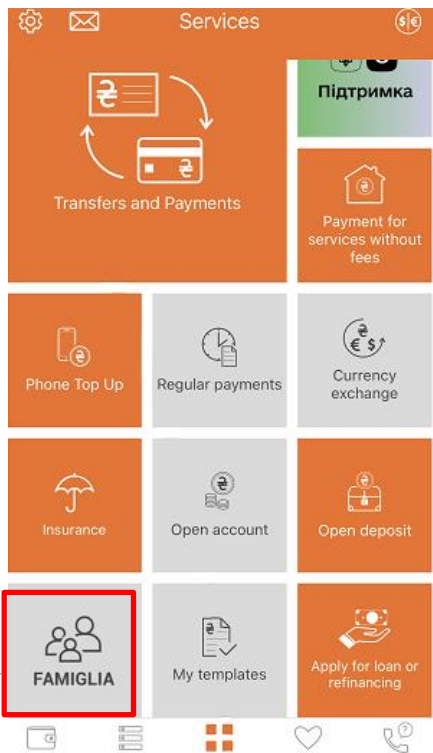 Services
$ €
Підтримка
₴
₴
Transfers and Payments
₴
Payment for
services without
fees
₴
Phone Top Up
Regular payments
₴
€ $
Currency
exchange
Insurance
₴
Open account
₴
Open deposit
FAMIGLIA
₴
My templates
Apply for loan or
refinancing
?